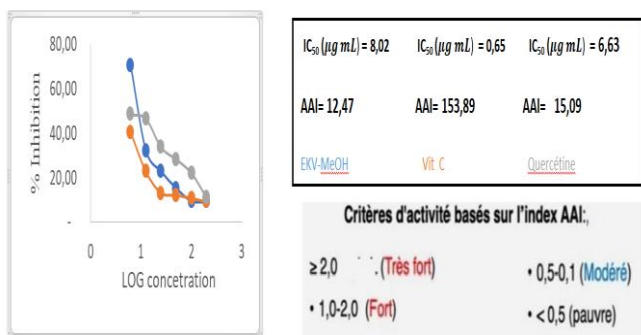 80,00
60,00
40,00
20,00
-
% Inhibition
0 1 2 3
LOG concetration
IC₅₀ (µg mL) = 8,02 IC₅₀ (µg mL) = 0,65 IC₅₀ (µg mL) = 6,63
AAI= 12,47 AAI= 153,89 AAI= 15,09
EKV-MeOH Vit C Quercétine
Critères d'activité basés sur l'index AAI:,
≥ 2,0 . (Très fort)
• 0,5-0,1 (Modéré)
• 1,0-2,0 (Fort)
• < 0,5 (pauvre)